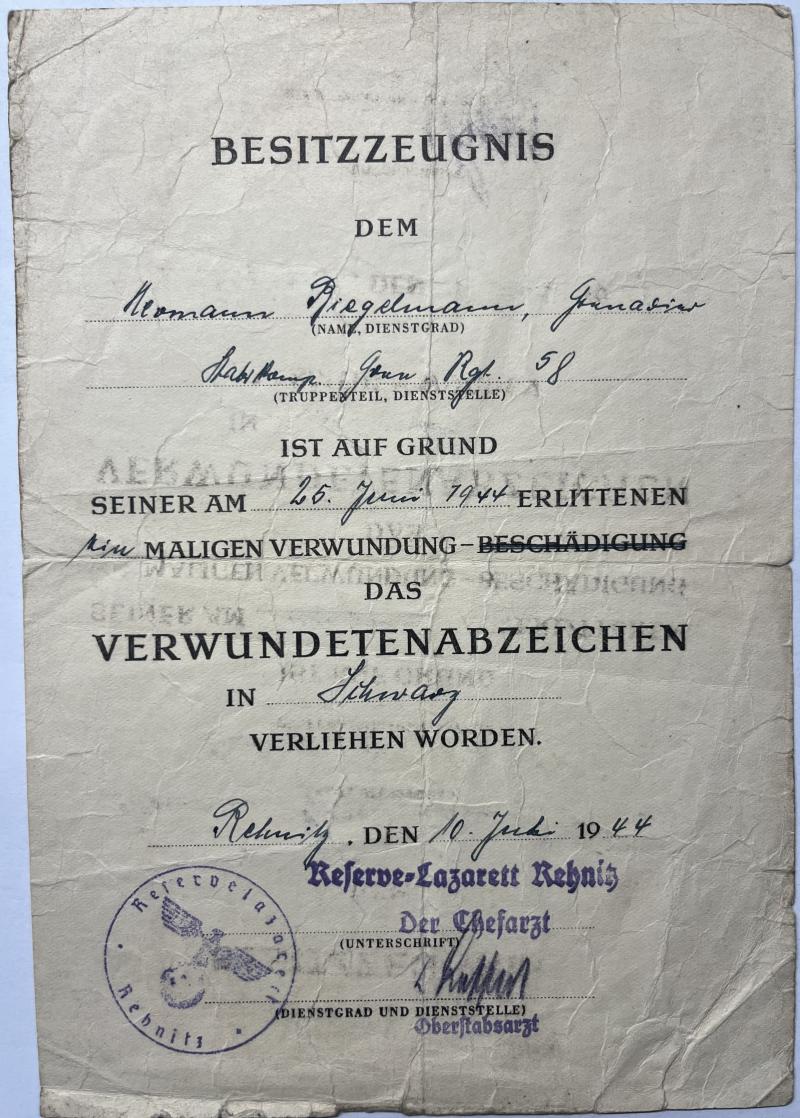 BESITZZEUGNIS
DEM
Hermann Riegelmann, Grenadier
(NAME, DIENSTGRAD)
Stabskomp. Gren. Rgt. 58
(TRUPPENTEIL, DIENSTSTELLE)
IST AUF GRUND
SEINER AM 25. Juni 1944 ERLITTENEN
ein MALIGEN VERWUNDUNG – BESCHÄDIGUNG
DAS
VERWUNDETENABZEICHEN
IN Schwarz
VERLIEHEN WORDEN.
Rehnitz, DEN 10. Juli 1944
Reserve-Lazarett Rehnitz
Der Chefarzt
(UNTERSCHRIFT)
(DIENSTGRAD UND DIENSTSTELLE)
Oberstabsarzt
Reservelazarett
Rehnitz